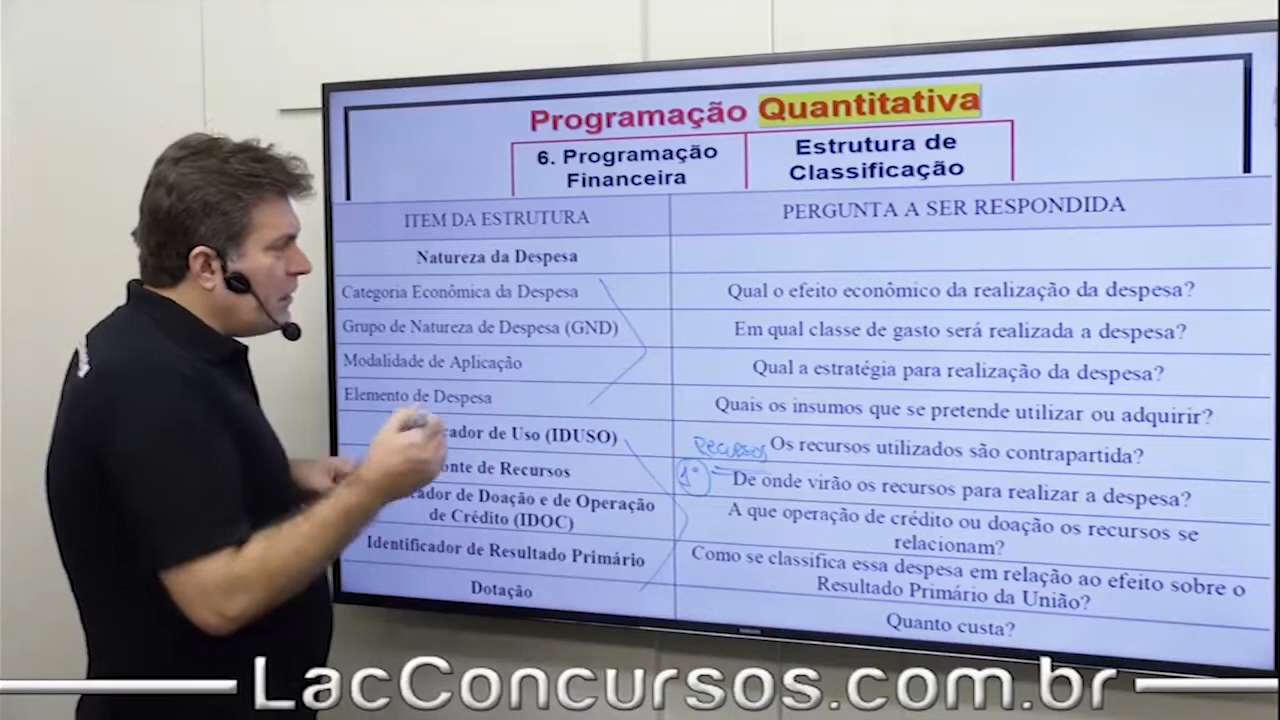 Programação Quantitativa
6. Programação
Financeira
Estrutura de
Classificação
ITEM DA ESTRUTURA
PERGUNTA A SER RESPONDIDA
Natureza da Despesa
Categoria Econômica da Despesa
Qual o efeito econômico da realização da despesa?
Grupo de Natureza de Despesa (GND)
Em qual classe de gasto será realizada a despesa?
Modalidade de Aplicação
Qual a estratégia para realização da despesa?
Elemento de Despesa
Quais os insumos que se pretende utilizar ou adquirir?
cador de Uso (IDUSO)
Recursos
Os recursos utilizados são contrapartida?
onte de Recursos
1º
De onde virão os recursos para realizar a despesa?
cador de Doação e de Operação
de Crédito (IDOC)
A que operação de crédito ou doação os recursos se
relacionam?
Identificador de Resultado Primário
Como se classifica essa despesa em relação ao efeito sobre o
Resultado Primário da União?
Dotação
Quanto custa?
LacConcursos.com.br